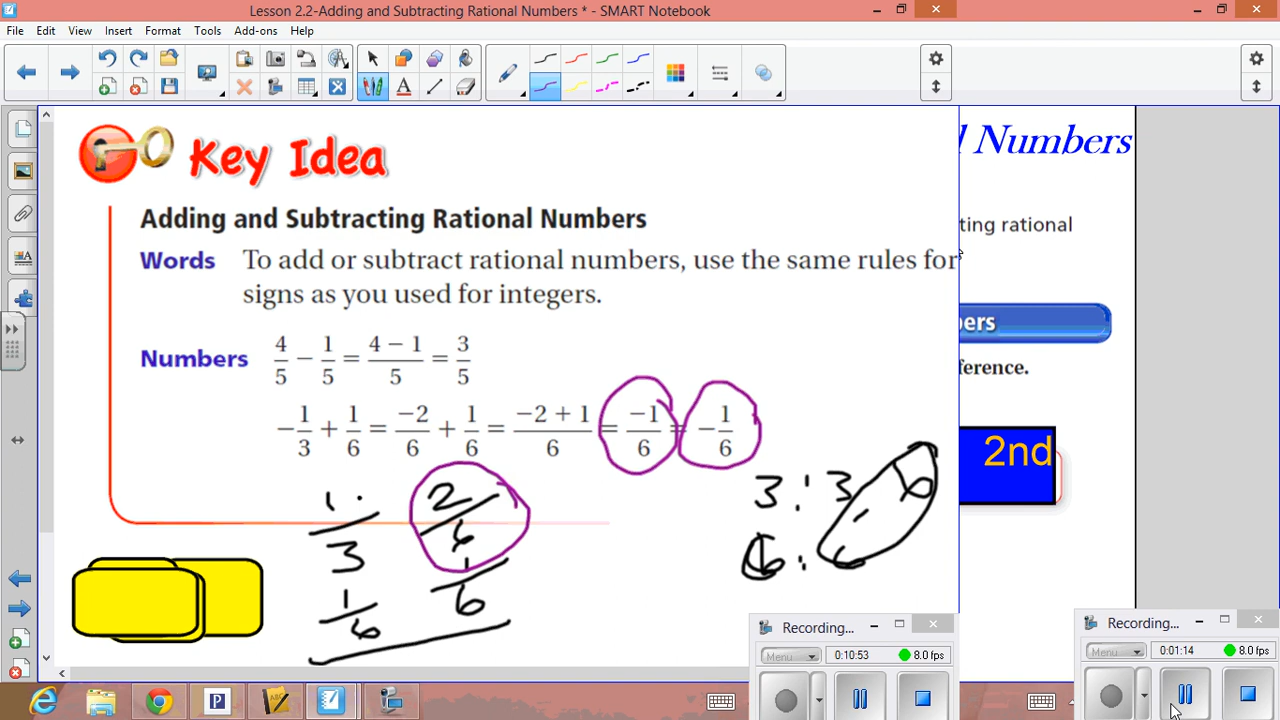 Lesson 2.2-Adding and Subtracting Rational Numbers * - SMART Notebook
File Edit View Insert Format Tools Add-ons Help
Key Idea
Numbers
Adding and Subtracting Rational Numbers
ting rational
Words To add or subtract rational numbers, use the same rules for
signs as you used for integers.
bers
Numbers 4/5 − 1/5 = 4 − 1/5 = 3/5
ference.
−1/3 + 1/6 = −2/6 + 1/6 = −2 + 1/6 = −1/6 = −1/6
2nd
1/3 2/6
3: 3, 6
6: 6
1/6 1/6
Recording...
Menu 0:10:53 8.0 fps
Recording...
Menu 0:01:14 8.0 fps